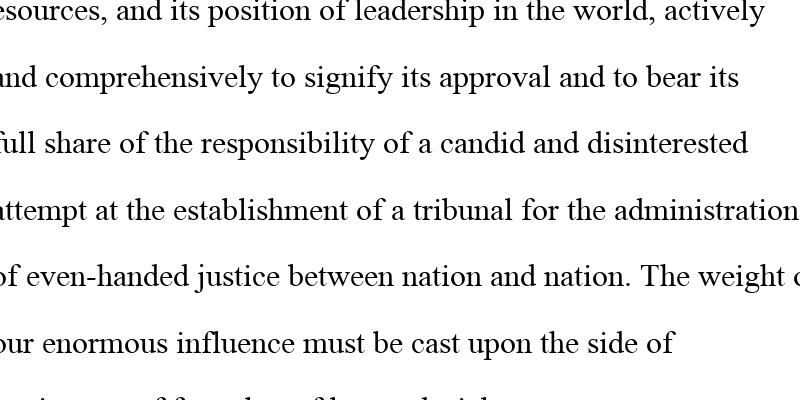 esources, and its position of leadership in the world, actively
and comprehensively to signify its approval and to bear its
full share of the responsibility of a candid and disinterested
attempt at the establishment of a tribunal for the administration
of even-handed justice between nation and nation. The weight o
our enormous influence must be cast upon the side of